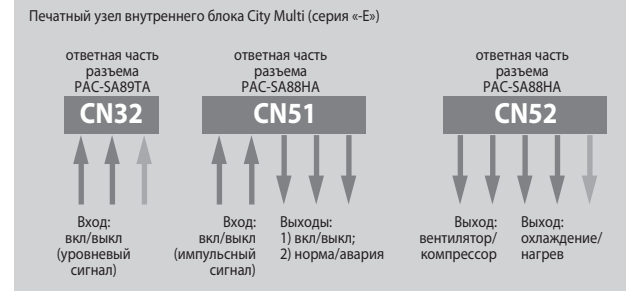 Печатный узел внутреннего блока City Multi (серия «-E»)
ответная часть
разъема
PAC-SA89TA
CN32
ответная часть
разъема
PAC-SA88HA
CN51
ответная часть
разъема
PAC-SA88HA
CN52
Вход:
вкл/выкл
(уровневый
сигнал)
Вход:
вкл/выкл
(импульсный
сигнал)
Выходы:
1) вкл/выкл;
2) норма/авария
Выход:
вентилятор/
компрессор
Выход:
охлаждение/
нагрев